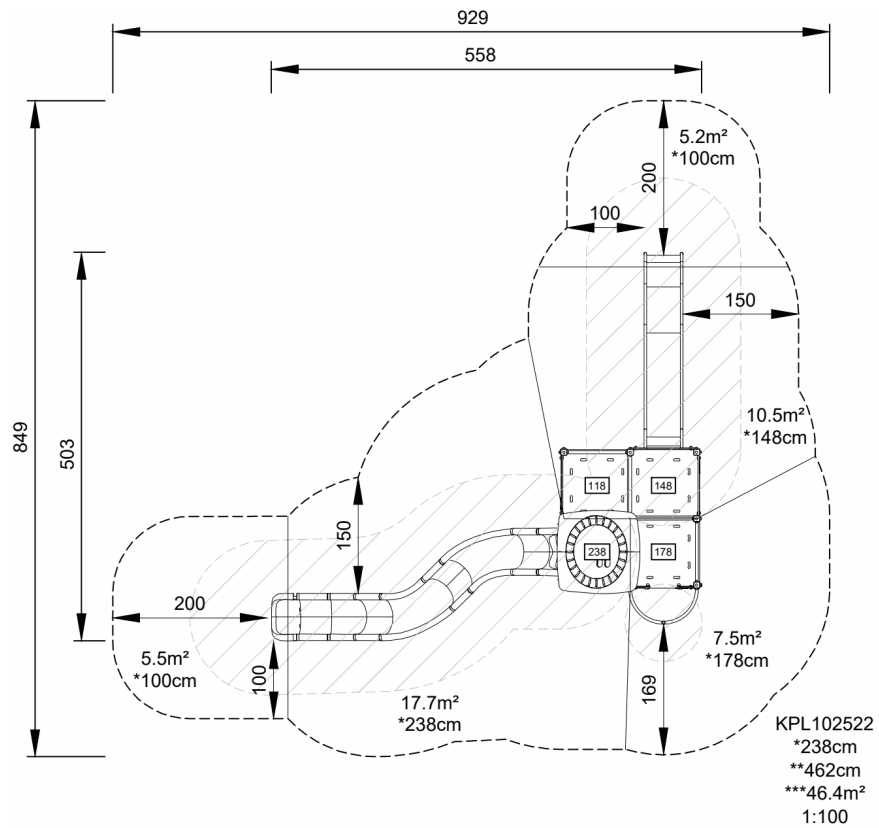 929
558
5.2m²
*100cm
200
100
150
849
503
10.5m²
*148cm
118
148
150
238
178
200
5.5m²
*100cm
100
17.7m²
*238cm
7.5m²
*178cm
169
KPL102522
*238cm
**462cm
***46.4m²
1:100